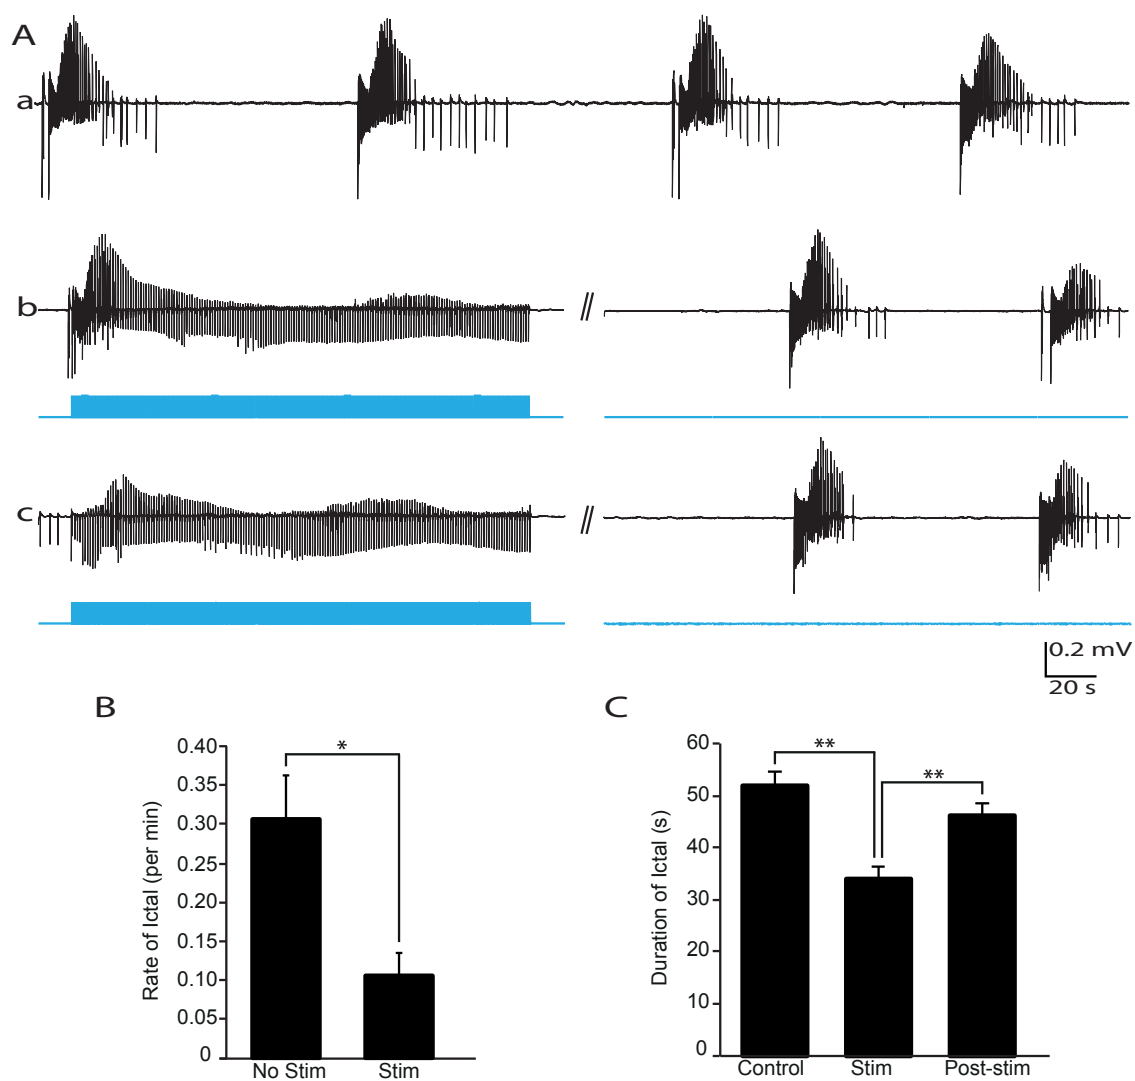 A
a
b
//
c
//
0.2 mV
20 s
B
C
Rate of Ictal (per min)
0.40
0.35
0.30
0.25
0.20
0.15
0.10
0.05
0
*
No Stim
Stim
Duration of Ictal (s)
60
50
40
30
20
10
0
**
**
Control
Stim
Post-stim